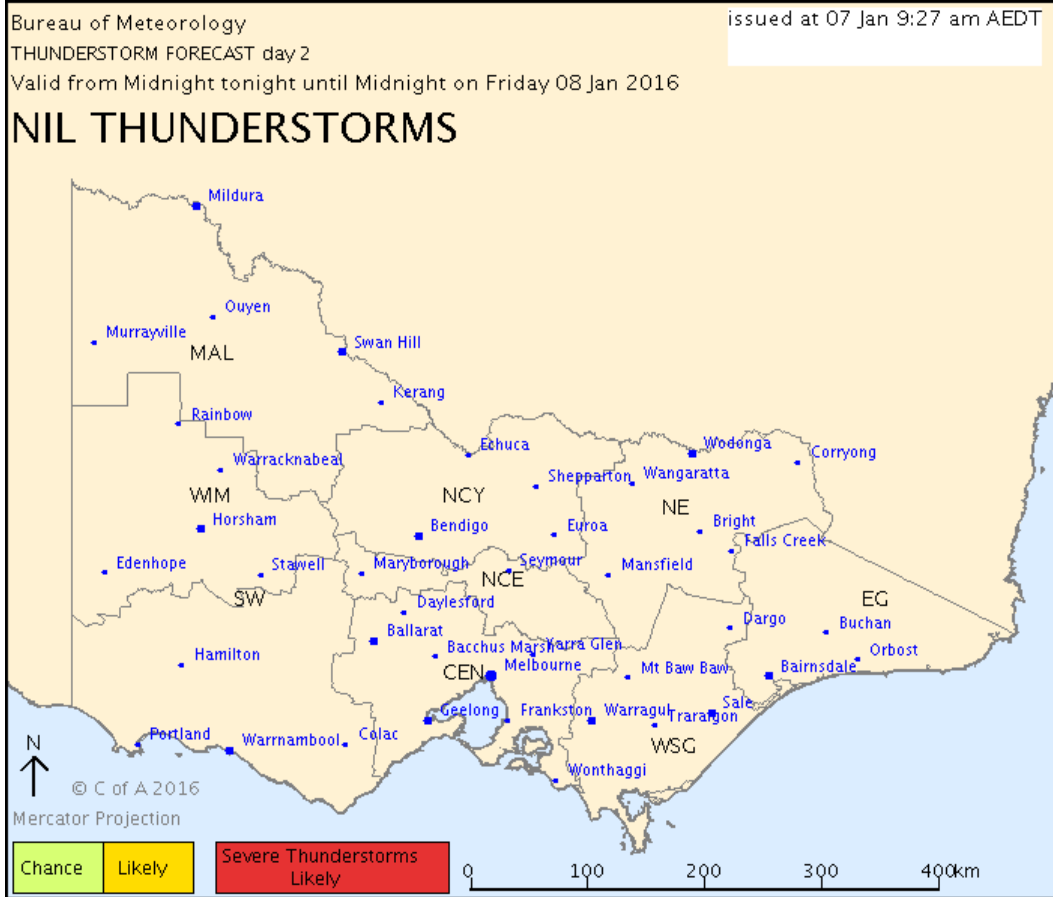 Bureau of Meteorology
issued at 07 Jan 9:27 am AEDT
THUNDERSTORM FORECAST day 2
Valid from Midnight tonight until Midnight on Friday 08 Jan 2016
NIL THUNDERSTORMS
Mildura
Ouyen
Murrayville
MAL
Swan Hill
Kerang
Rainbow
Echuca
Wodonga
Corryong
Warracknabeal
Shepparton
Wangaratta
WIM
NCY
NE
Horsham
Bendigo
Euroa
Bright
Falls Creek
Edenhope
Stawell
Maryborough
Seymour
NCE
Mansfield
SW
EG
Daylesford
Dargo
Buchan
Ballarat
Bacchus Marsh
Yarra Glen
Orbost
Hamilton
CEN
Melbourne
Mt Baw Baw
Bairnsdale
Geelong
Frankston
Warragul
Traralgon
Sale
Portland
Warrnambool
Colac
WSG
N
Wonthaggi
© C of A 2016
Mercator Projection
Chance
Likely
Severe Thunderstorms
Likely
0 100 200 300 400km